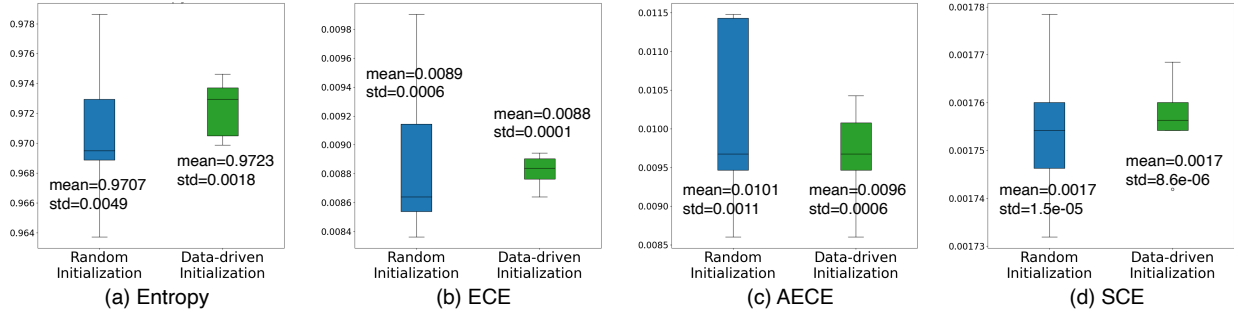 0.978
0.976
0.974
0.972
0.970
0.968
0.966
0.964
mean=0.9707
std=0.0049
mean=0.9723
std=0.0018
Random
Initialization
Data-driven
Initialization
(a) Entropy
0.0098
0.0096
0.0094
0.0092
0.0090
0.0088
0.0086
0.0084
mean=0.0089
std=0.0006
mean=0.0088
std=0.0001
Random
Initialization
Data-driven
Initialization
(b) ECE
0.0115
0.0110
0.0105
0.0100
0.0095
0.0090
0.0085
mean=0.0101
std=0.0011
mean=0.0096
std=0.0006
Random
Initialization
Data-driven
Initialization
(c) AECE
0.00178
0.00177
0.00176
0.00175
0.00174
0.00173
mean=0.0017
std=1.5e-05
mean=0.0017
std=8.6e-06
Random
Initialization
Data-driven
Initialization
(d) SCE